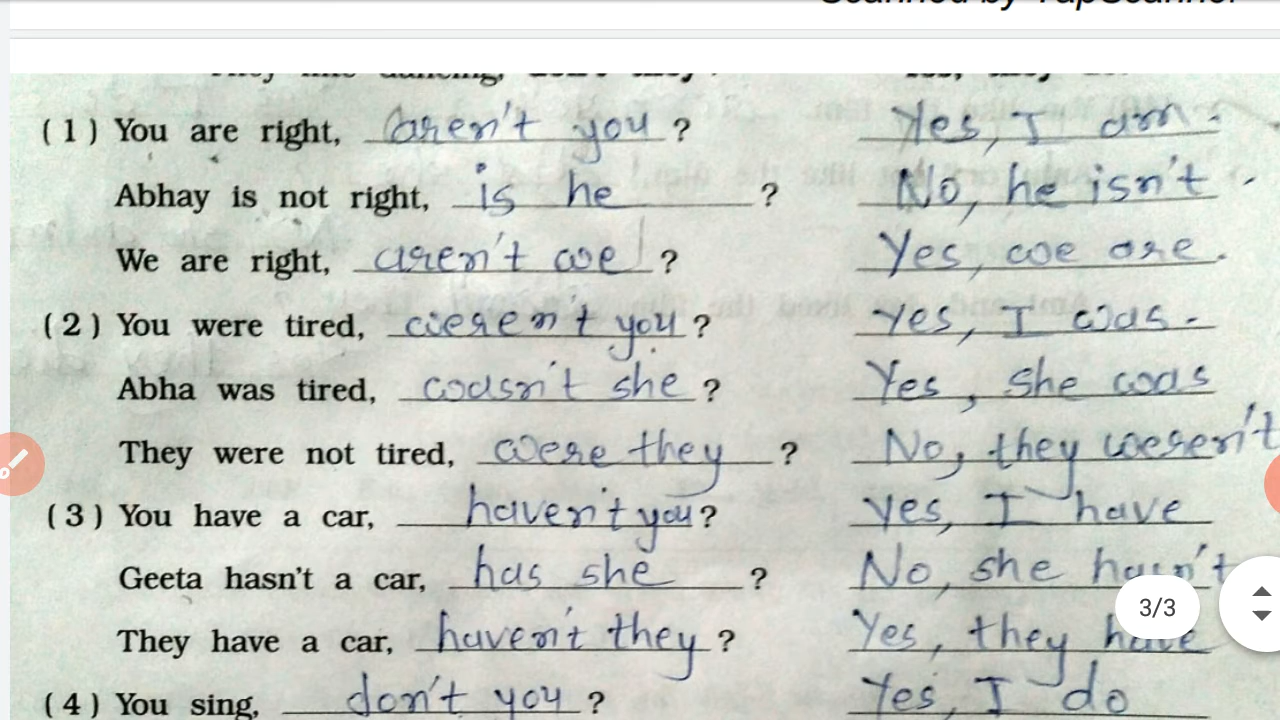 (1) You are right, aren't you ? Yes, I am.
Abhay is not right, is he ? No, he isn't.
We are right, aren't we ? Yes, we are.
(2) You were tired, weren't you ? Yes, I was.
Abha was tired, wasn't she ? Yes, she was
They were not tired, were they ? No, they weren't
(3) You have a car, haven't you ? Yes, I have
Geeta hasn't a car, has she ? No, she hasn't
3/3
They have a car, haven't they ? Yes, they have
(4) You sing, don't you ? Yes, I do